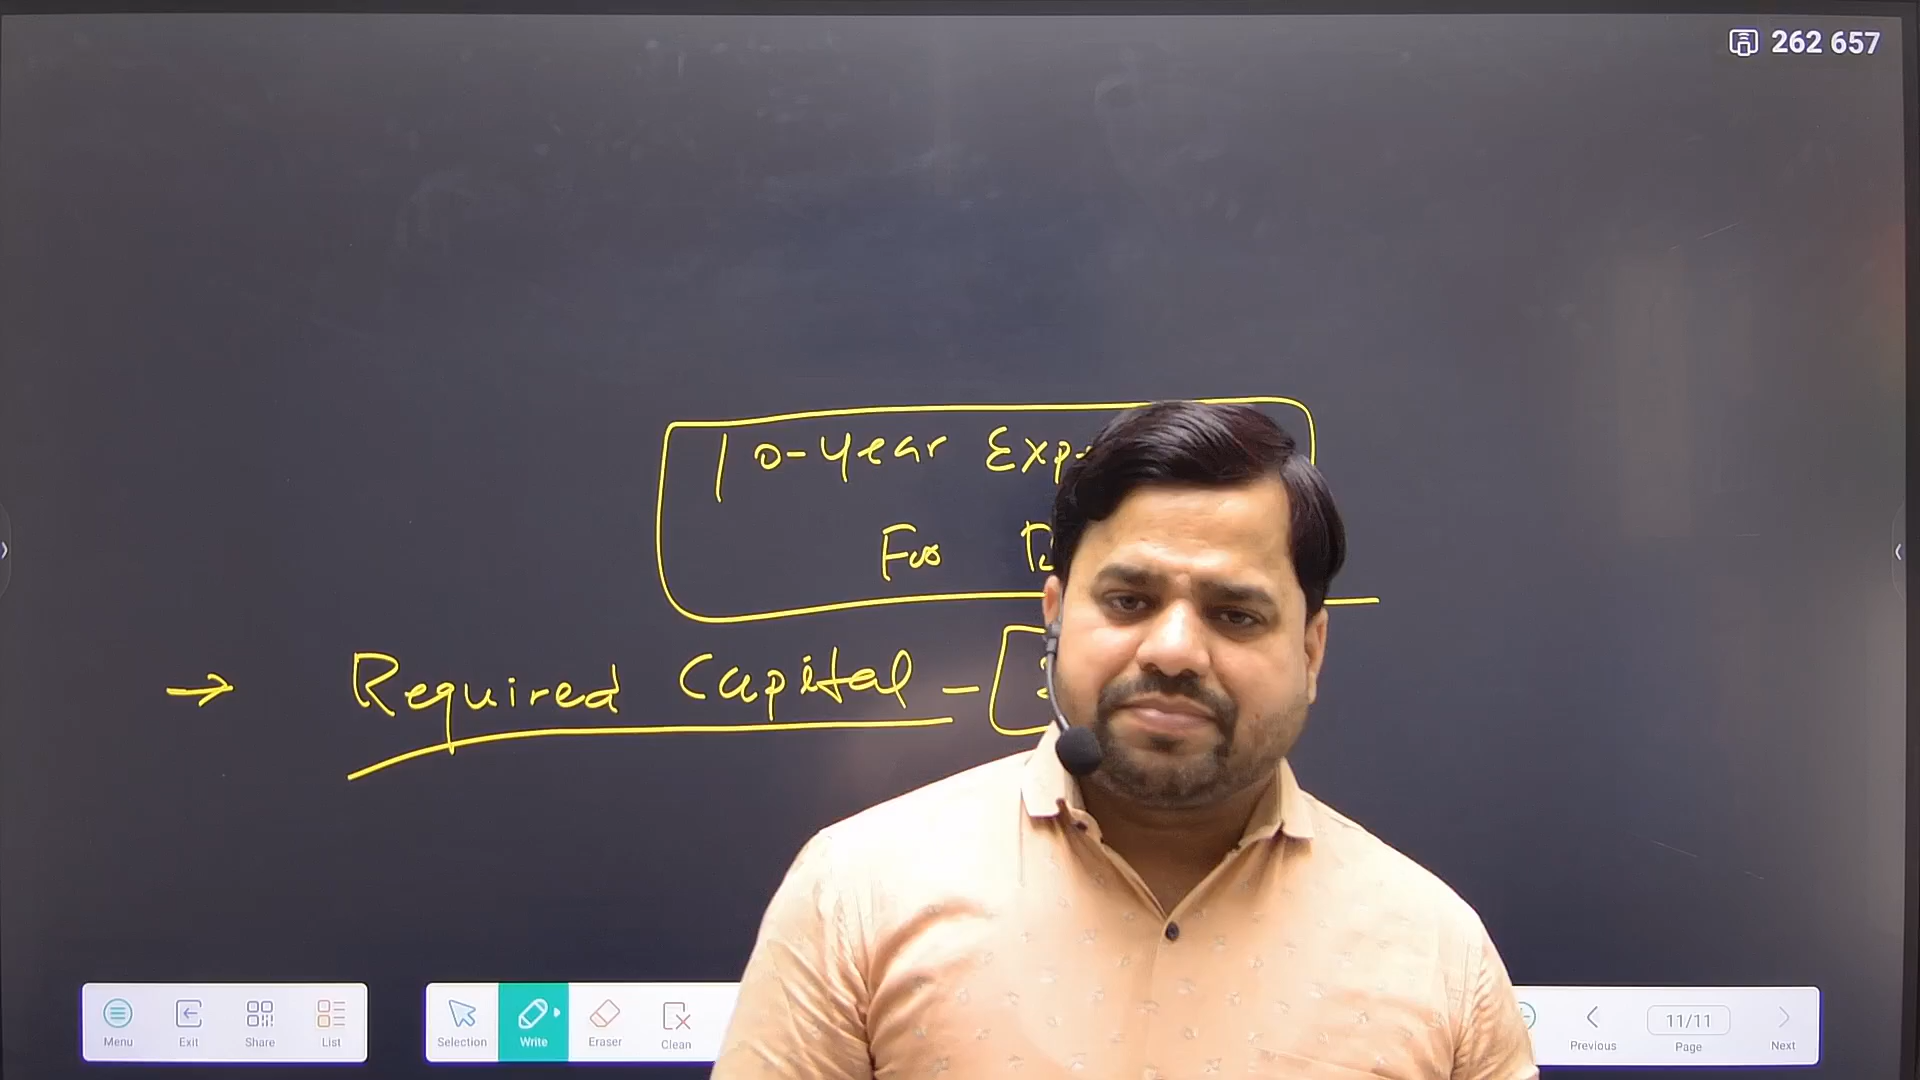 262 657
10-Year Exp
For
→ Required Capital -
Menu
Exit
Share
List
Selection
Write
Eraser
Clean
Previous
11/11
Page
Next